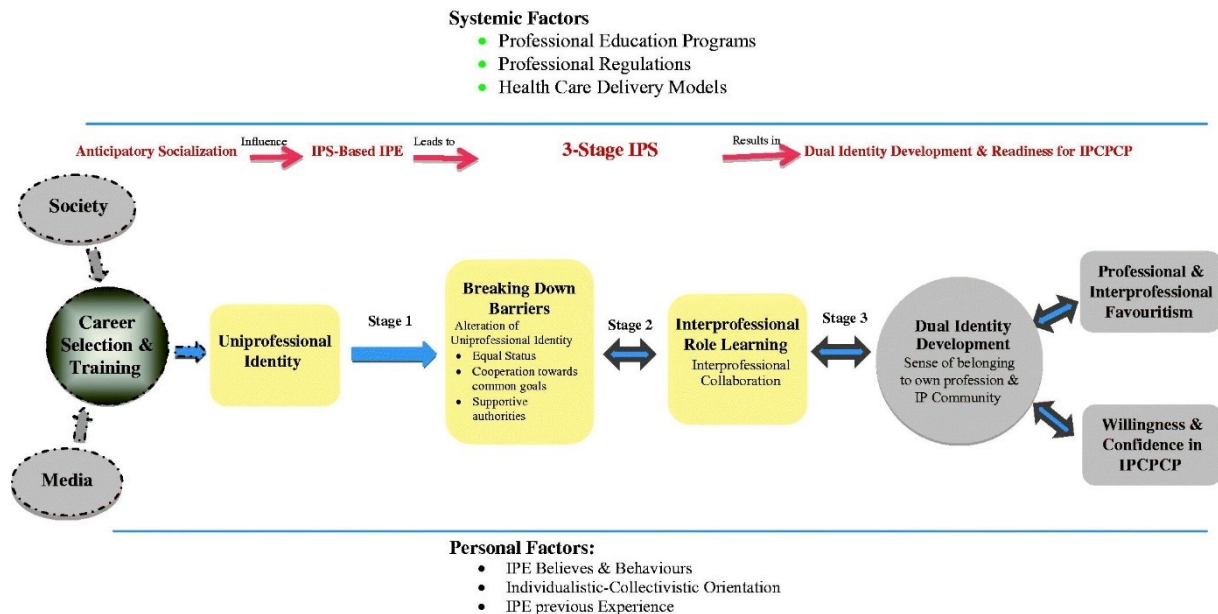 Systemic Factors
Professional Education Programs
Professional Regulations
Health Care Delivery Models
Anticipatory Socialization
Influence
IPS-Based IPE
Leads to
3-Stage IPS
Results in
Dual Identity Development & Readiness for IPCPCP
Society
Career
Selection &
Training
Media
Uniprofessional
Identity
Stage 1
Breaking Down
Barriers
Alteration of
Uniprofessional Identity
Equal Status
Cooperation towards
common goals
Supportive
authorities
Stage 2
Interprofessional
Role Learning
Interprofessional
Collaboration
Stage 3
Dual Identity
Development
Sense of belonging
to own profession &
IP Community
Professional &
Interprofessional
Favouritism
Willingness &
Confidence in
IPCPCP
Personal Factors:
IPE Believes & Behaviours
Individualistic-Collectivistic Orientation
IPE previous Experience